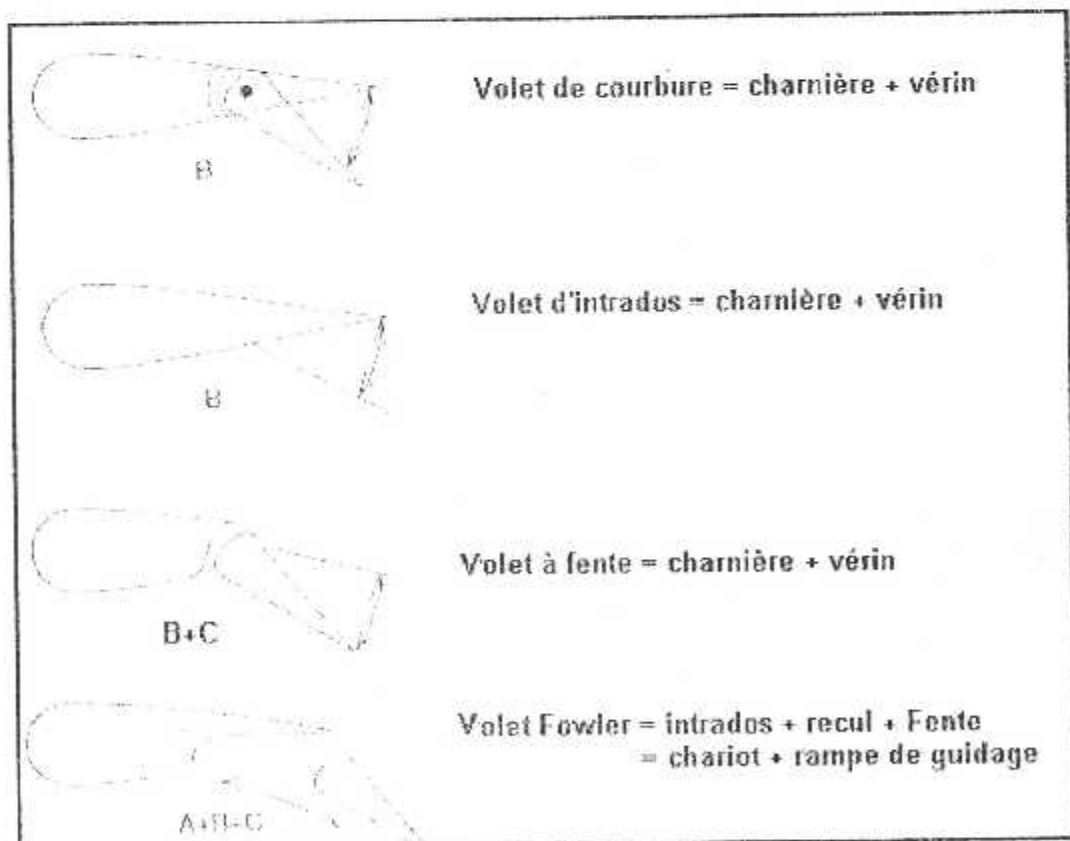 Volet de courbure = charnière + vérin
B
Volet d'intrados = charnière + vérin
B
Volet à fente = charnière + vérin
B+C
Volet Fowler = intrados + recul + Fente
= chariot + rampe de guidage
A+B+C